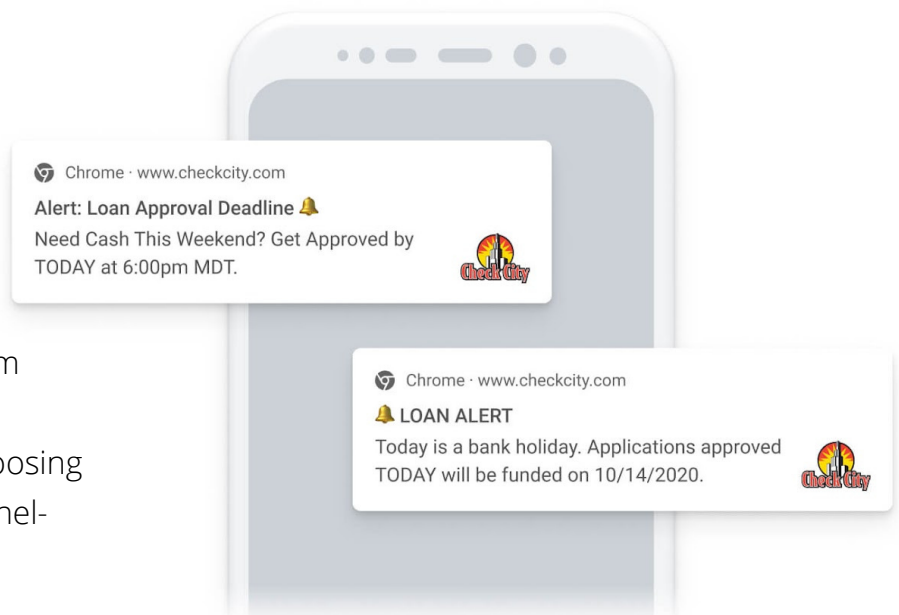 Chrome · www.checkcity.com
Alert: Loan Approval Deadline 🔔
Need Cash This Weekend? Get Approved by
TODAY at 6:00pm MDT.
Check City
Chrome · www.checkcity.com
🔔 LOAN ALERT
Today is a bank holiday. Applications approved
TODAY will be funded on 10/14/2020.
Check City